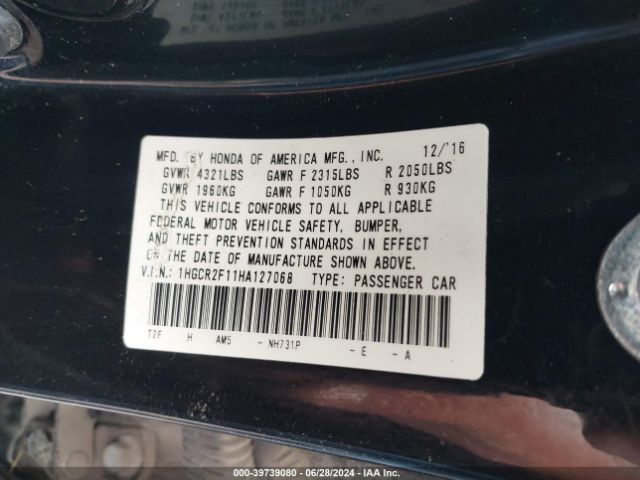 MFD. BY HONDA OF AMERICA MFG., INC. 12/'16
GVWR 4321LBS GAWR F 2315LBS R 2050LBS
GVWR 1960KG GAWR F 1050KG R 930KG
THIS VEHICLE CONFORMS TO ALL APPLICABLE
FEDERAL MOTOR VEHICLE SAFETY, BUMPER,
AND THEFT PREVENTION STANDARDS IN EFFECT
ON THE DATE OF MANUFACTURE SHOWN ABOVE.
V.I.N.: 1HGCR2F11HA127068 TYPE: PASSENGER CAR
T2F H AM5 - NH731P - E - A
000-39739080 - 06/28/2024 - IAA Inc.